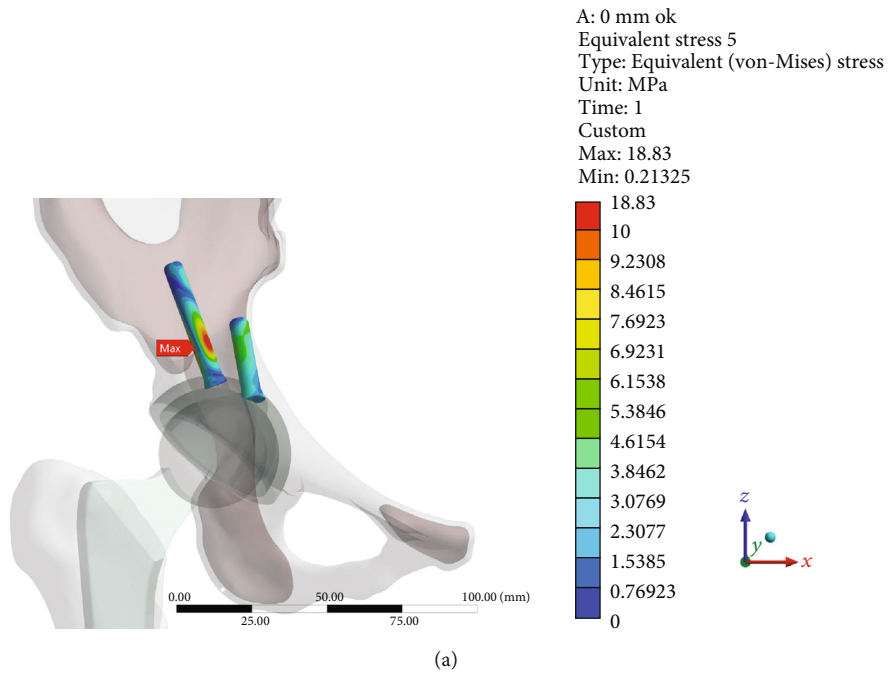 A: 0 mm ok
Equivalent stress 5
Type: Equivalent (von-Mises) stress
Unit: MPa
Time: 1
Custom
Max: 18.83
Min: 0.21325
18.83
10
9.2308
8.4615
7.6923
6.9231
6.1538
5.3846
4.6154
3.8462
3.0769
2.3077
1.5385
0.76923
0
Max
z
y
x
0.00 50.00 100.00 (mm)
25.00 75.00
(a)